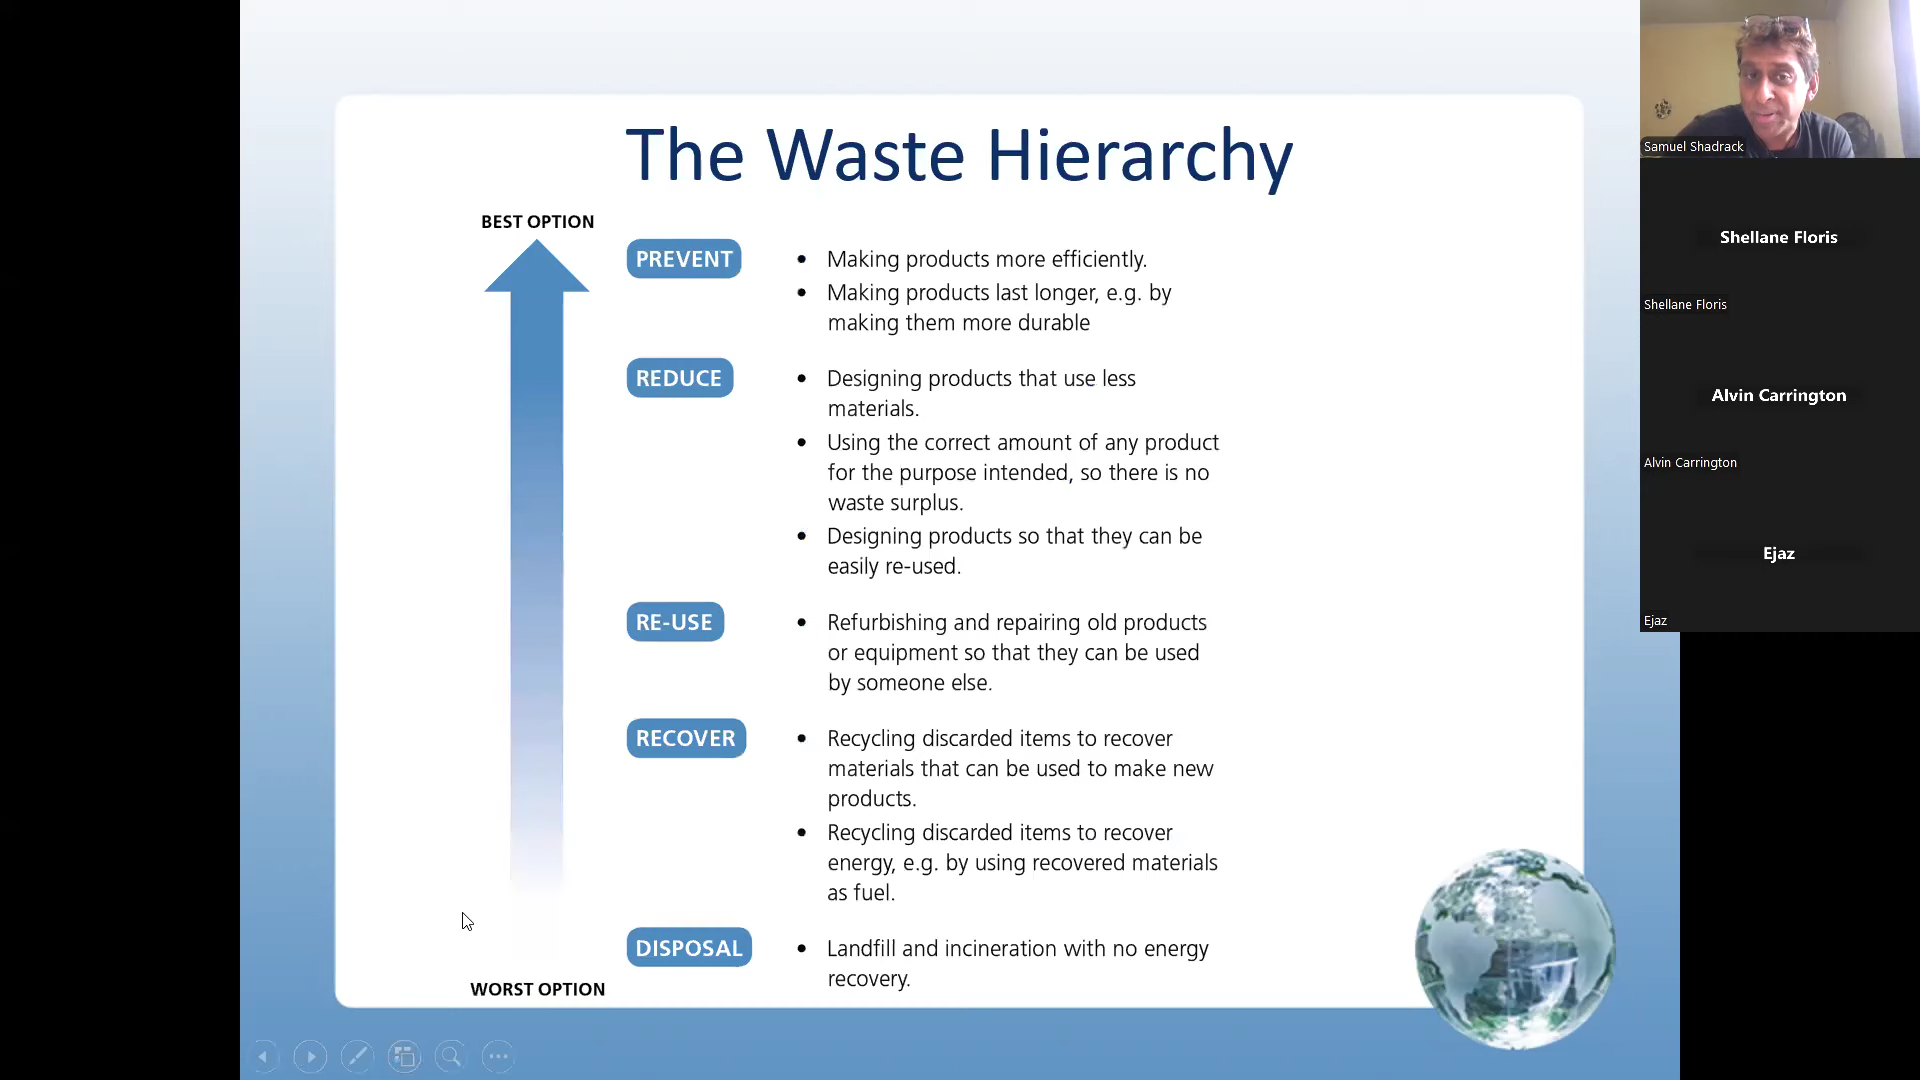 The Waste Hierarchy
BEST OPTION
PREVENT
• Making products more efficiently.
• Making products last longer, e.g. by
making them more durable
REDUCE
• Designing products that use less
materials.
• Using the correct amount of any product
for the purpose intended, so there is no
waste surplus.
• Designing products so that they can be
easily re-used.
RE-USE
• Refurbishing and repairing old products
or equipment so that they can be used
by someone else.
RECOVER
• Recycling discarded items to recover
materials that can be used to make new
products.
• Recycling discarded items to recover
energy, e.g. by using recovered materials
as fuel.
DISPOSAL
• Landfill and incineration with no energy
recovery.
WORST OPTION
Samuel Shadrack
Shellane Floris
Shellane Floris
Alvin Carrington
Alvin Carrington
Ejaz
Ejaz